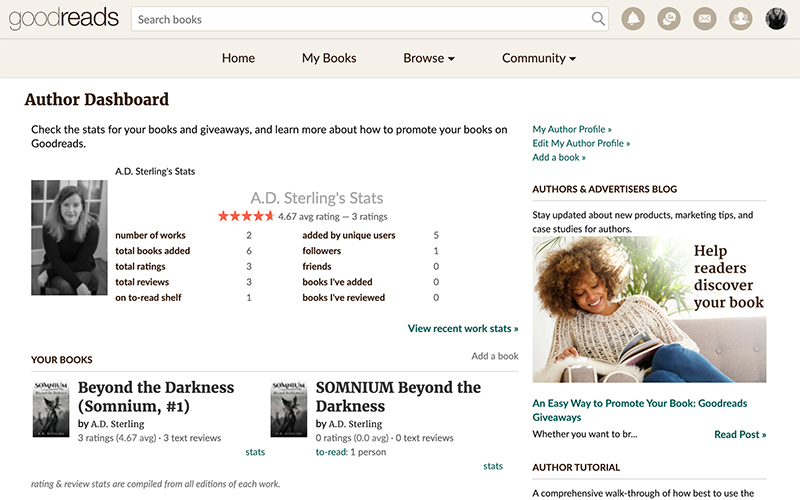 goodreads
Search books
Home
My Books
Browse
Community
Author Dashboard
Check the stats for your books and giveaways, and learn more about how to promote your books on
Goodreads.
A.D. Sterling's Stats
A.D. Sterling's Stats
4.67 avg rating — 3 ratings
number of works 2 added by unique users 5
total books added 6 followers 1
total ratings 3 friends 0
total reviews 3 books I've added 0
on to-read shelf 1 books I've reviewed 0
View recent work stats »
YOUR BOOKS
Add a book
SOMNIUM
Beyond the Darkness
(Somnium, #1)
by A.D. Sterling
3 ratings (4.67 avg) · 3 text reviews
stats
SOMNIUM
SOMNIUM Beyond the
Darkness
by A.D. Sterling
0 ratings (0.0 avg) · 0 text reviews
to-read: 1 person
stats
rating & review stats are compiled from all editions of each work.
My Author Profile »
Edit My Author Profile »
Add a book »
AUTHORS & ADVERTISERS BLOG
Stay updated about new products, marketing tips, and
case studies for authors.
Help
readers
discover
your book
An Easy Way to Promote Your Book: Goodreads
Giveaways
Whether you want to br...
Read Post »
AUTHOR TUTORIAL
A comprehensive walk-through of how best to use the